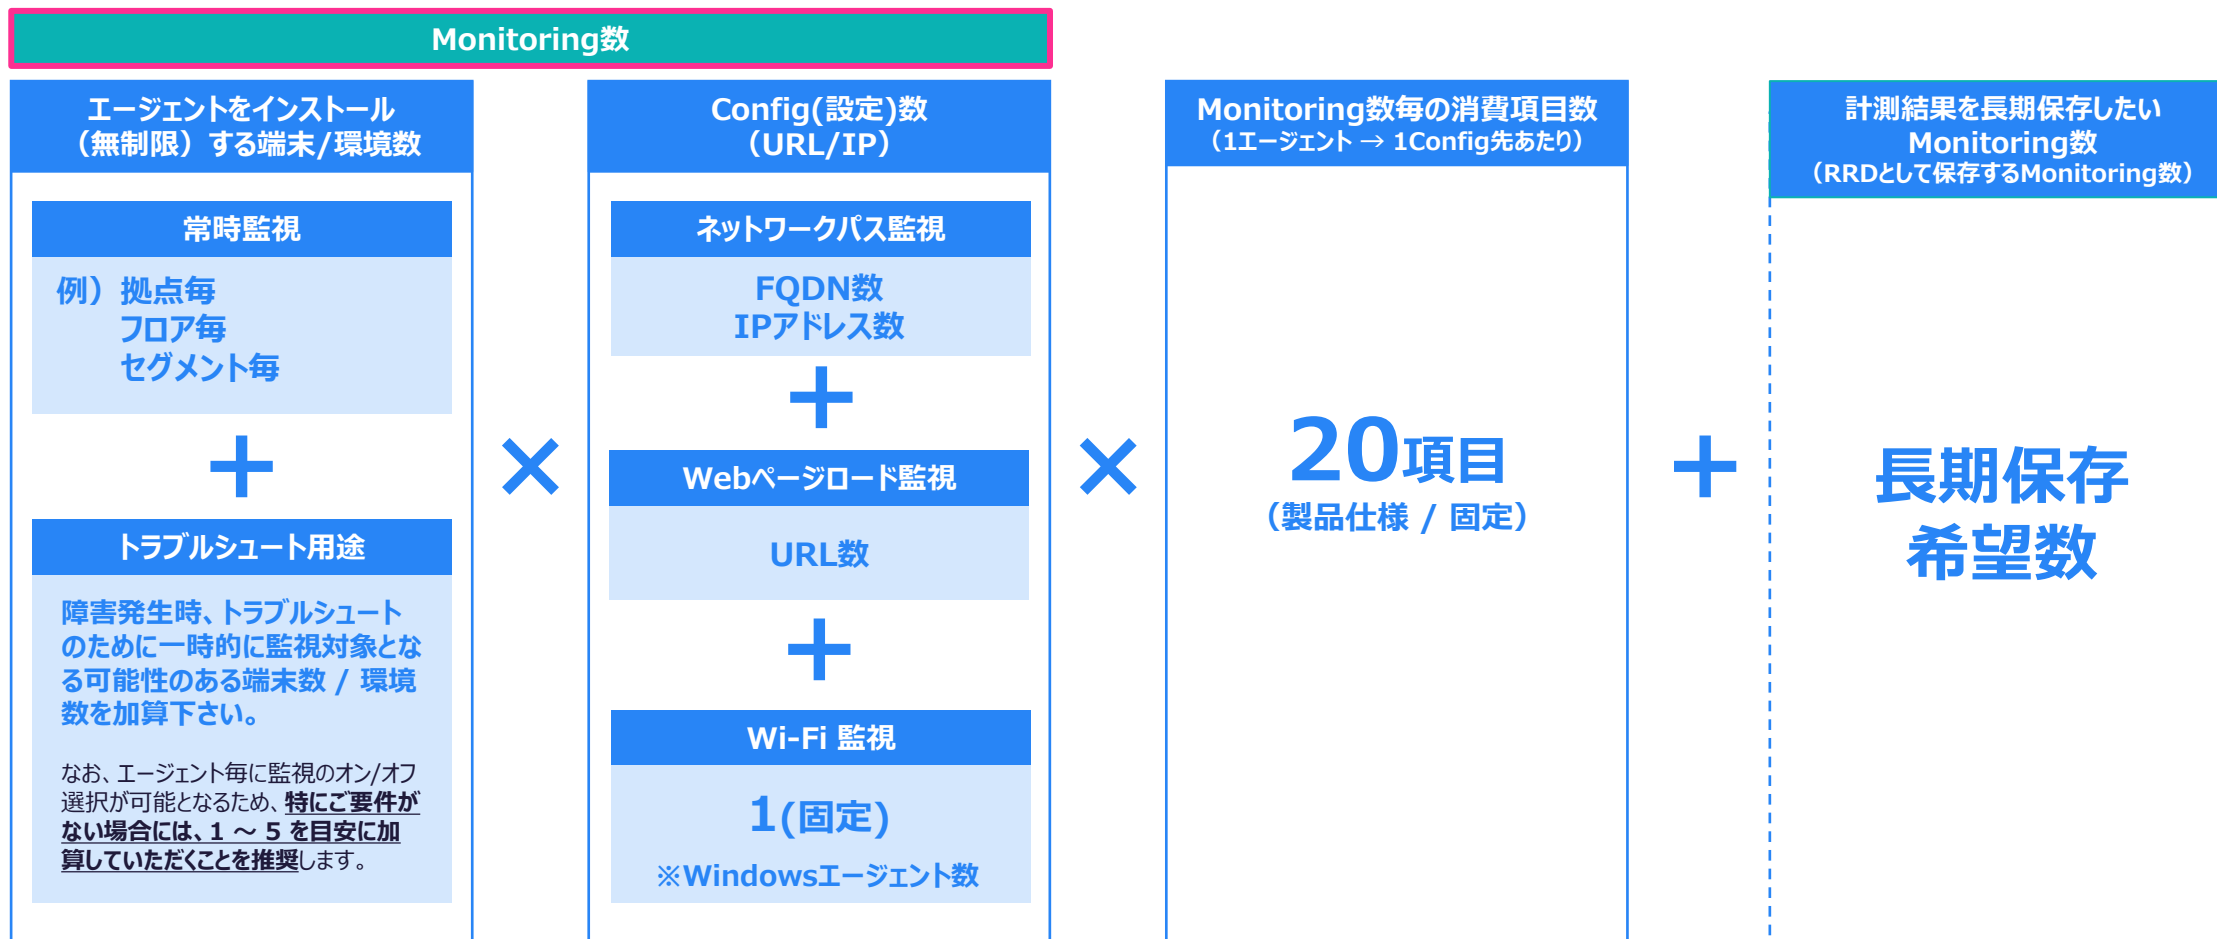 Monitoring数
エージェントをインストール
（無制限）する端末/環境数
常時監視
例）拠点毎
フロア毎
セグメント毎
＋
トラブルシュート用途
障害発生時、トラブルシュート
のために一時的に監視対象とな
る可能性のある端末数 / 環境
数を加算下さい。
なお、エージェント毎に監視のオン/オフ
選択が可能となるため、特にご要件が
ない場合には、1 ～ 5 を目安に加
算していただくことを推奨します。
×
Config(設定)数
（URL/IP）
ネットワークパス監視
FQDN数
IPアドレス数
＋
Webページロード監視
URL数
＋
Wi-Fi 監視
1(固定)
※Windowsエージェント数
×
Monitoring数毎の消費項目数
（1エージェント → 1Config先あたり）
20項目
（製品仕様 / 固定）
＋
計測結果を長期保存したい
Monitoring数
（RRDとして保存するMonitoring数）
長期保存
希望数